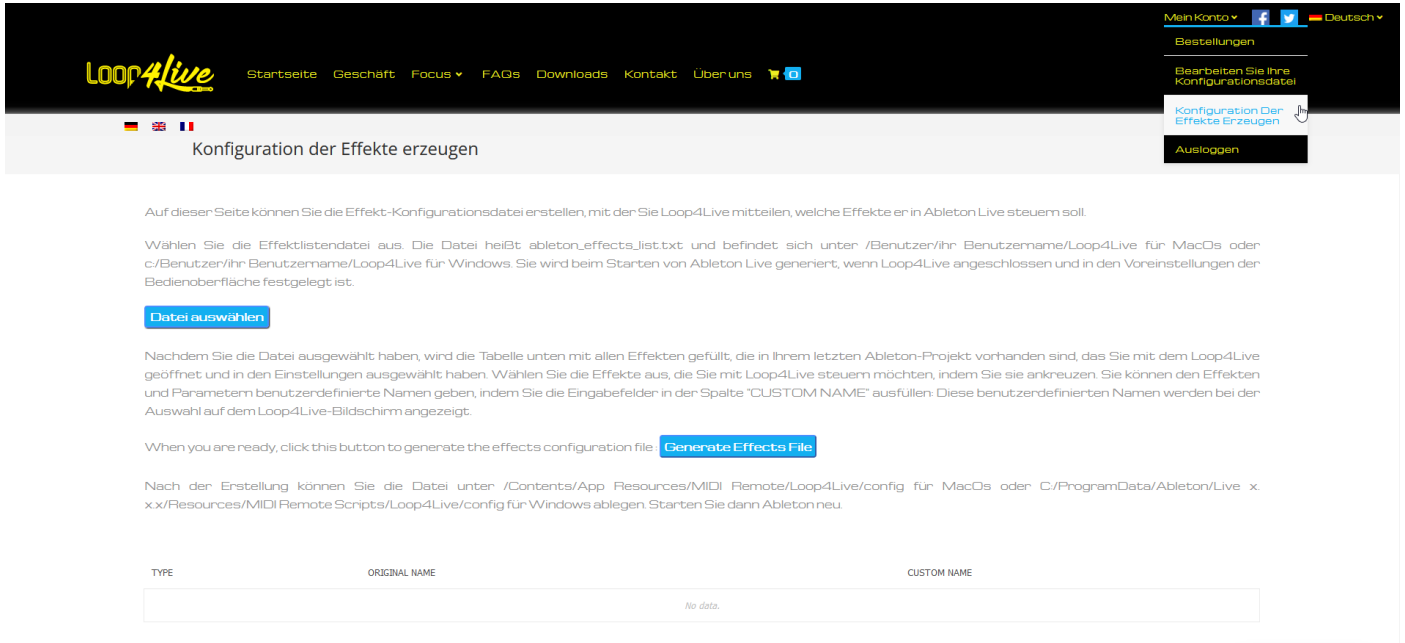 Mein Konto
Deutsch
Bestellungen
Bearbeiten Sie Ihre
Konfigurationsdatei
Konfiguration Der
Effekte Erzeugen
Ausloggen
Loop4Live
Startseite Geschäft Focus FAQs Downloads Kontakt Über uns 0
Konfiguration der Effekte erzeugen
Auf dieser Seite können Sie die Effekt-Konfigurationsdatei erstellen, mit der Sie Loop4Live mitteilen, welche Effekte er in Ableton Live steuern soll.
Wählen Sie die Effektlistendatei aus. Die Datei heißt ableton_effects_list.txt und befindet sich unter /Benutzer/ihr Benutzername/Loop4Live für MacOs oder
c:/Benutzer/ihr Benutzername/Loop4Live für Windows. Sie wird beim Starten von Ableton Live generiert, wenn Loop4Live angeschlossen und in den Voreinstellungen der
Bedienoberfläche festgelegt ist.
Datei auswählen
Nachdem Sie die Datei ausgewählt haben, wird die Tabelle unten mit allen Effekten gefüllt, die in Ihrem letzten Ableton-Projekt vorhanden sind, das Sie mit dem Loop4Live
geöffnet und in den Einstellungen ausgewählt haben. Wählen Sie die Effekte aus, die Sie mit Loop4Live steuern möchten, indem Sie sie ankreuzen. Sie können den Effekten
und Parametern benutzerdefinierte Namen geben, indem Sie die Eingabefelder in der Spalte "CUSTOM NAME" ausfüllen: Diese benutzerdefinierten Namen werden bei der
Auswahl auf dem Loop4Live-Bildschirm angezeigt.
When you are ready, click this button to generate the effects configuration file : Generate Effects File
Nach der Erstellung können Sie die Datei unter /Contents/App Resources/MIDI Remote/Loop4Live/config für MacOs oder C:/ProgramData/Ableton/Live x.
x.x/Resources/MIDI Remote Scripts/Loop4Live/config für Windows ablegen. Starten Sie dann Ableton neu.
TYPE ORIGINAL NAME CUSTOM NAME
No data.